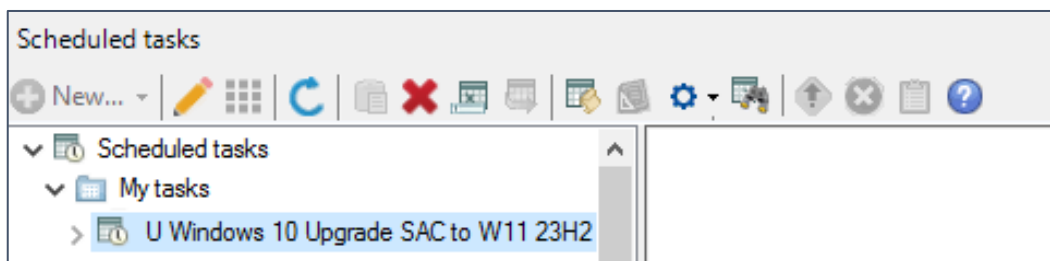 Scheduled tasks
New...
Scheduled tasks
My tasks
U Windows 10 Upgrade SAC to W11 23H2